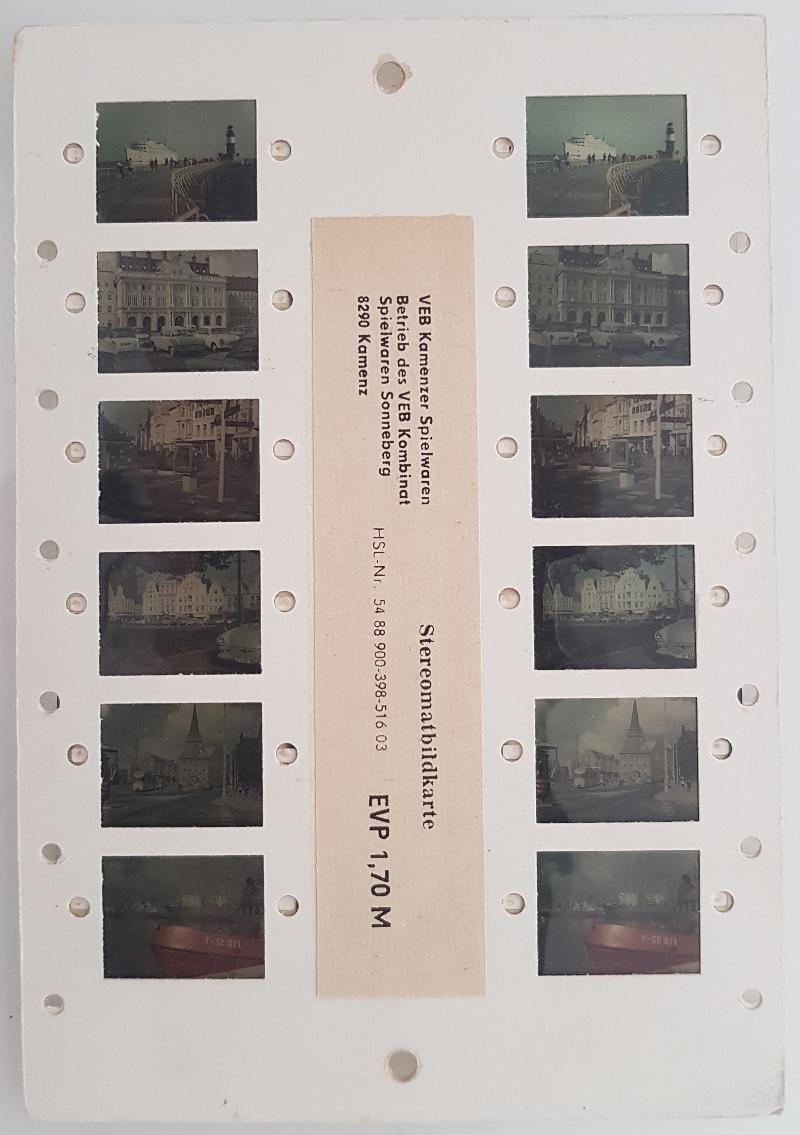 VEB Kamenzer Spielwaren
Betrieb des VEB Kombinat
Spielwaren Sonneberg
8290 Kamenz
Stereomatbildkarte
HSL-Nr. 54 88 900-398-516 03
EVP 1,70 M